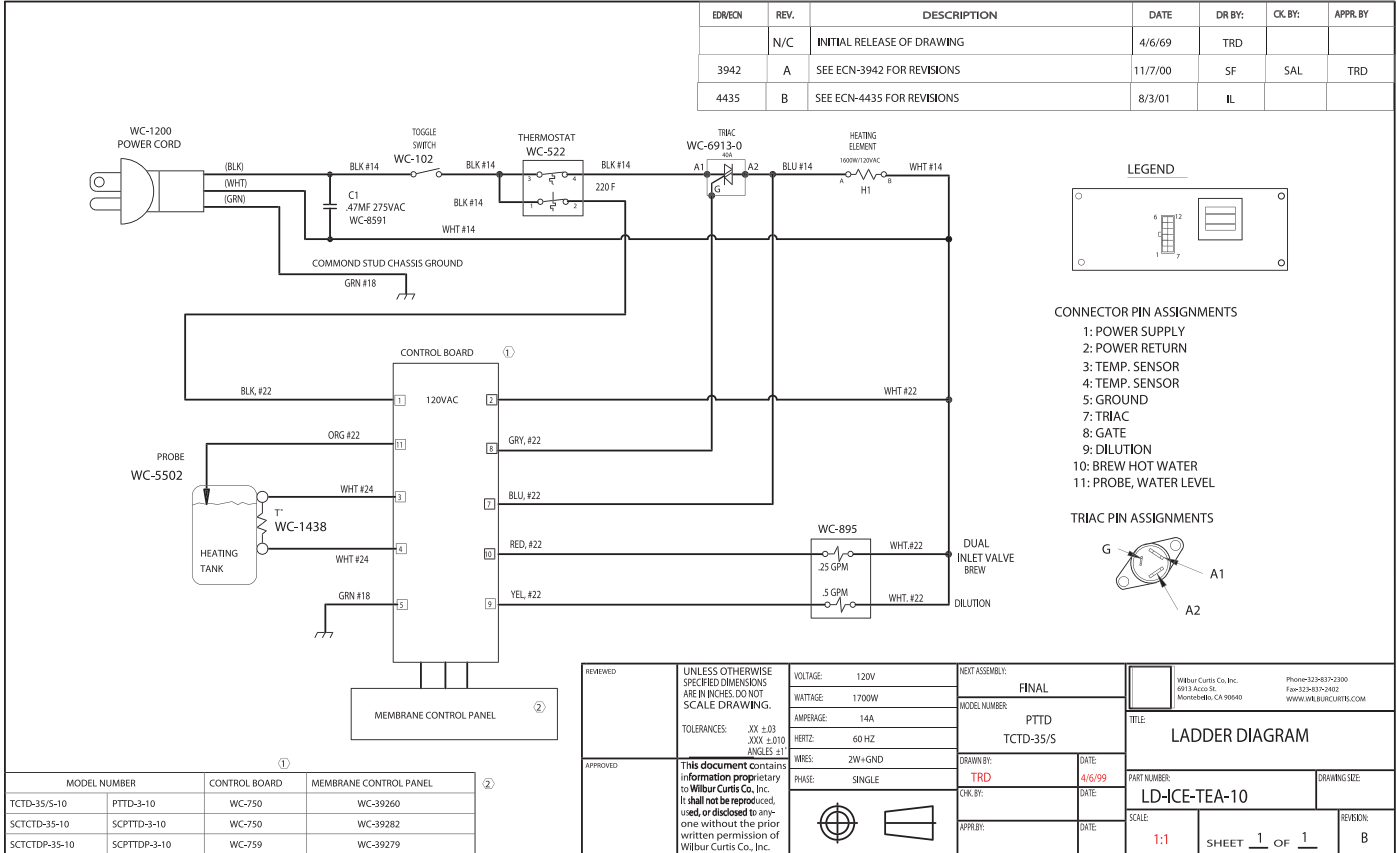 EDR/ECN REV. DESCRIPTION DATE DR BY: CK. BY: APPR. BY
N/C INITIAL RELEASE OF DRAWING 4/6/69 TRD
3942 A SEE ECN-3942 FOR REVISIONS 11/7/00 SF SAL TRD
4435 B SEE ECN-4435 FOR REVISIONS 8/3/01 IL
WC-1200
POWER CORD
(BLK)
(WHT)
(GRN)
BLK #14
C1
.47MF 275VAC
WC-8591
TOGGLE
SWITCH
WC-102
BLK #14
BLK #14
THERMOSTAT
WC-522
3 4
1 2
BLK #14
220 F
TRIAC
WC-6913-0
40A
A1 A2
G
BLU #14
HEATING
ELEMENT
1600W/120VAC
A B
H1
WHT #14
WHT #14
COMMOND STUD CHASSIS GROUND
GRN #18
LEGEND
6 12
1 7
CONNECTOR PIN ASSIGNMENTS
1: POWER SUPPLY
2: POWER RETURN
3: TEMP. SENSOR
4: TEMP. SENSOR
5: GROUND
7: TRIAC
8: GATE
9: DILUTION
10: BREW HOT WATER
11: PROBE, WATER LEVEL
TRIAC PIN ASSIGNMENTS
G
A1
A2
CONTROL BOARD 1
BLK, #22
1 120VAC 2
WHT #22
ORG #22
11
8
GRY, #22
PROBE
WC-5502
WHT #24
3
7
BLU, #22
T°
WC-1438
HEATING
TANK
WHT #24
4
10
RED, #22
GRN #18
5
9
YEL, #22
WC-895
.25 GPM
WHT.#22
DUAL
INLET VALVE
BREW
.5 GPM
WHT. #22
DILUTION
MEMBRANE CONTROL PANEL 2
1
MODEL NUMBER CONTROL BOARD MEMBRANE CONTROL PANEL 2
TCTD-35/S-10 PTTD-3-10 WC-750 WC-39260
SCTCTD-35-10 SCPTTD-3-10 WC-750 WC-39282
SCTCTDP-35-10 SCPTTDP-3-10 WC-759 WC-39279
REVIEWED
APPROVED
UNLESS OTHERWISE
SPECIFIED DIMENSIONS
ARE IN INCHES. DO NOT
SCALE DRAWING.
TOLERANCES: .XX ±.03
.XXX ±.010
ANGLES ±1°
This document contains
information proprietary
to Wilbur Curtis Co., Inc.
It shall not be reproduced,
used, or disclosed to any-
one without the prior
written permission of
Wilbur Curtis Co., Inc.
VOLTAGE: 120V
WATTAGE: 1700W
AMPERAGE: 14A
HERTZ: 60 HZ
WIRES: 2W+GND
PHASE: SINGLE
NEXT ASSEMBLY:
FINAL
MODEL NUMBER:
PTTD
TCTD-35/S
DRAWN BY: DATE:
TRD 4/6/99
CHK. BY: DATE:
APPR.BY: DATE:
Wilbur Curtis Co, Inc.
6913 Acco St.
Montebello, CA 90640
Phone-323-837-2300
Fax-323-837-2402
WWW.WILBURCURTIS.COM
TITLE:
LADDER DIAGRAM
PART NUMBER: DRAWING SIZE:
LD-ICE-TEA-10
SCALE: REVISION:
1:1 SHEET 1 OF 1 B